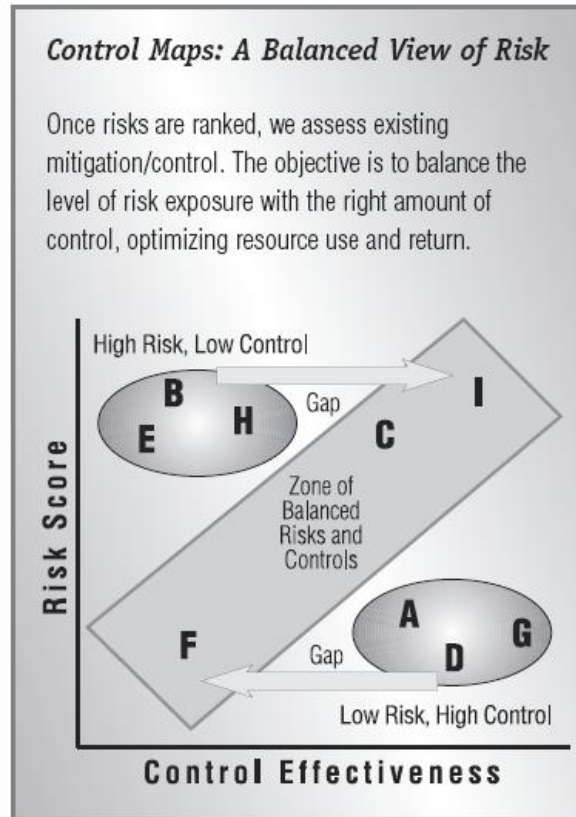 Control Maps: A Balanced View of Risk
Once risks are ranked, we assess existing
mitigation/control. The objective is to balance the
level of risk exposure with the right amount of
control, optimizing resource use and return.
High Risk, Low Control
B
E
H
Gap
I
C
Zone of
Balanced
Risks and
Controls
Risk Score
F
Gap
A
D
G
Low Risk, High Control
Control Effectiveness